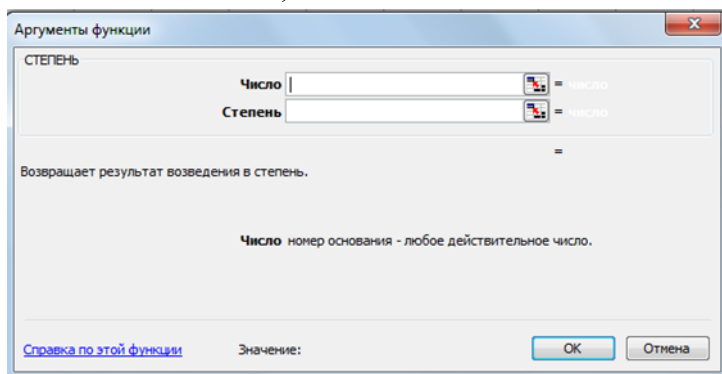 Аргументы функции
СТЕПЕНЬ
Число = число
Степень = число
=
Возвращает результат возведения в степень.
Число номер основания - любое действительное число.
Справка по этой функции Значение: ОК Отмена